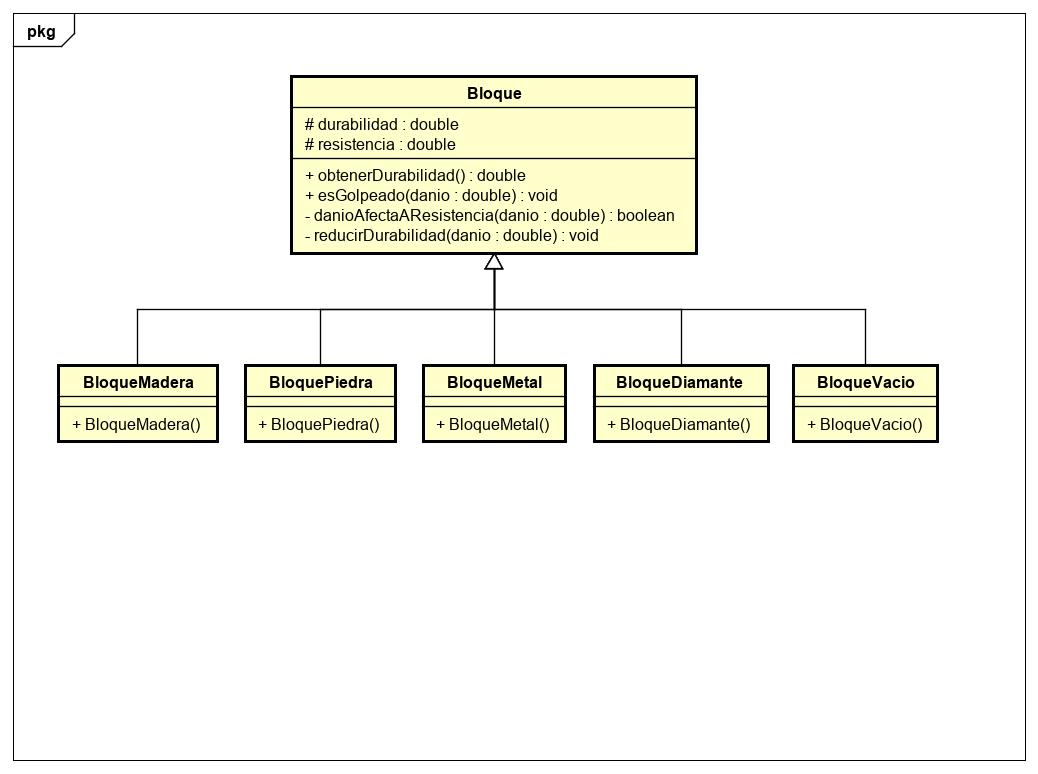 pkg
Bloque
# durabilidad : double
# resistencia : double
+ obtenerDurabilidad() : double
+ esGolpeado(danio : double) : void
- danioAfectaAResistencia(danio : double) : boolean
- reducirDurabilidad(danio : double) : void
BloqueMadera
+ BloqueMadera()
BloquePiedra
+ BloquePiedra()
BloqueMetal
+ BloqueMetal()
BloqueDiamante
+ BloqueDiamante()
BloqueVacio
+ BloqueVacio()